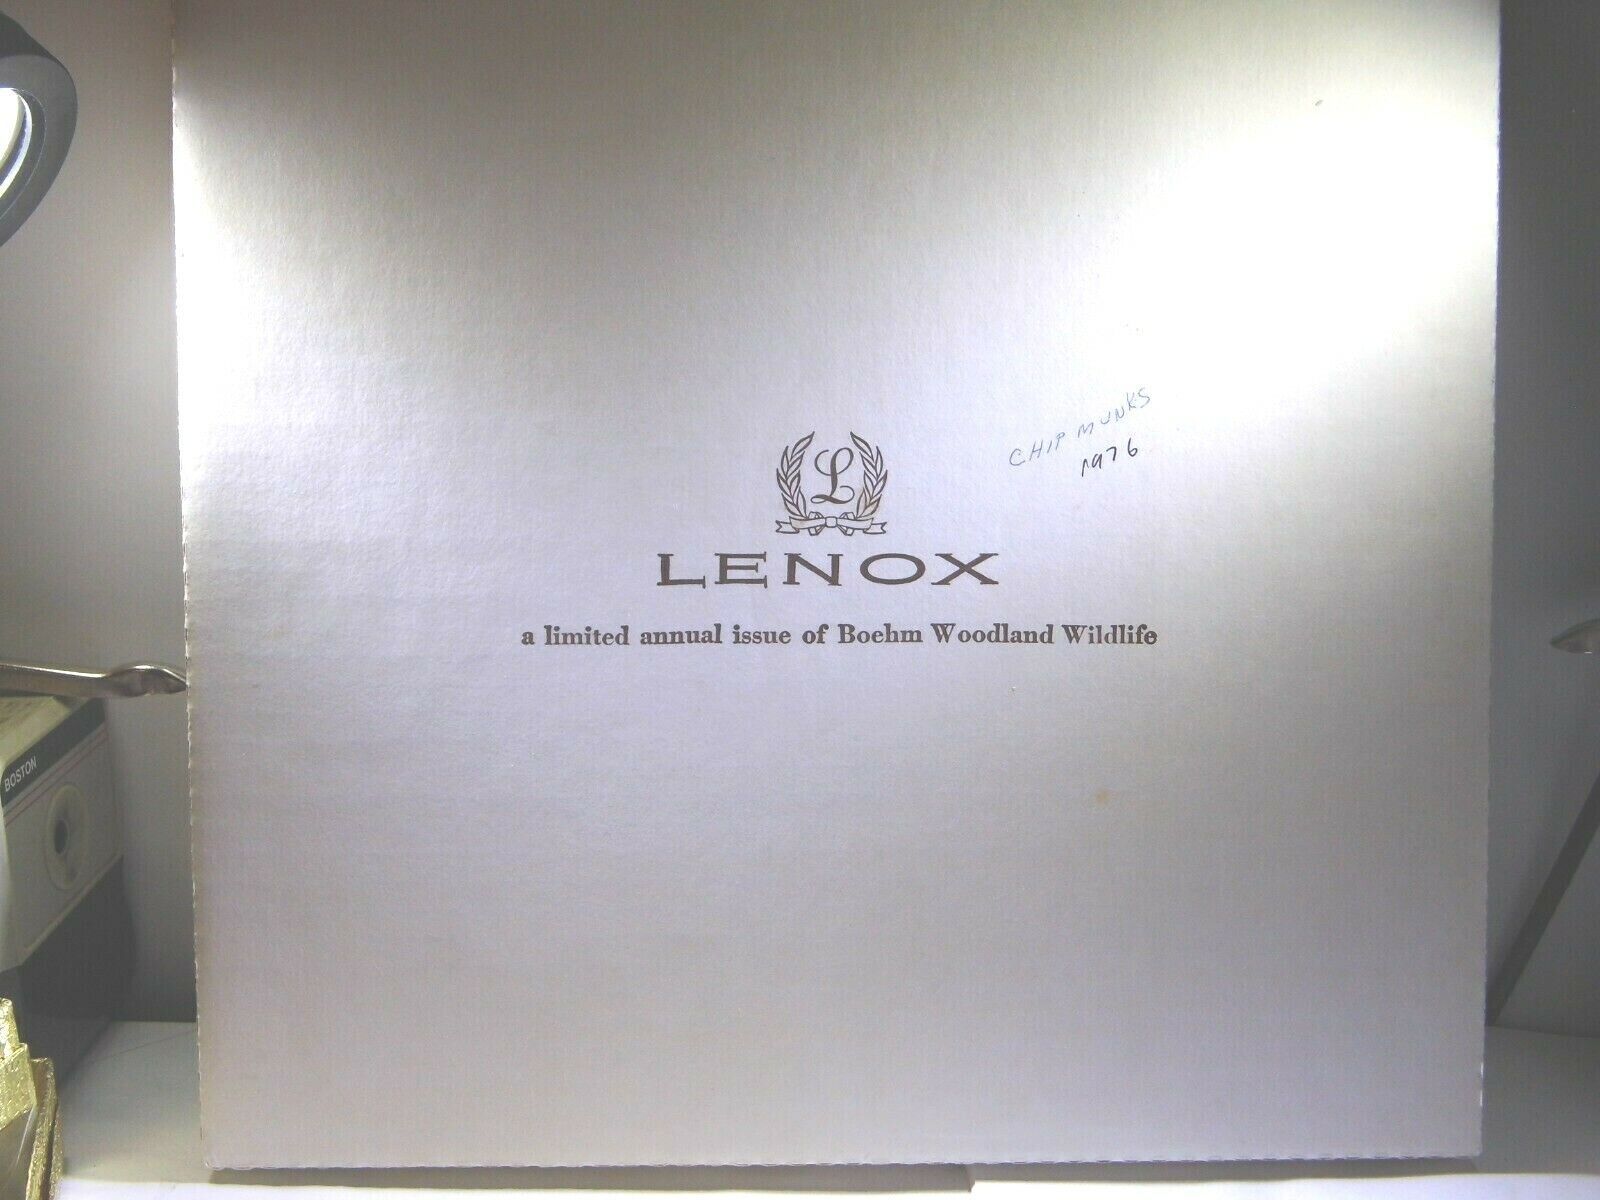 CHIP MUNKS
1976
L
LENOX
a limited annual issue of Boehm Woodland Wildlife
BOSTON